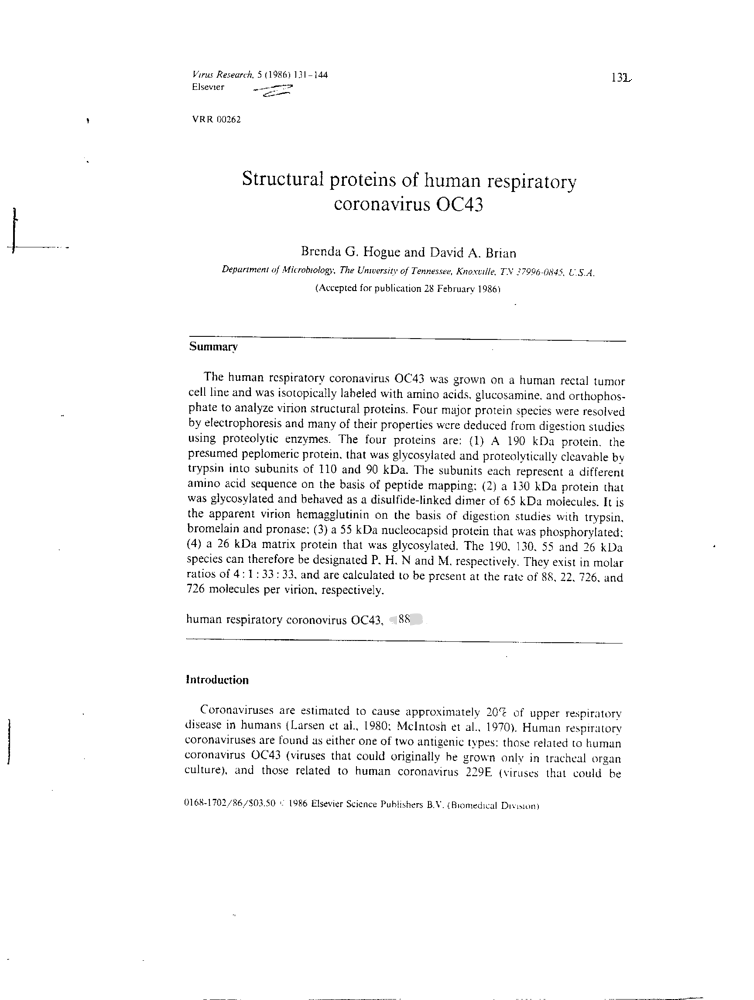 Virus Research, 5 (1986) 131–144
Elsevier
132
VRR 00262
Structural proteins of human respiratory
coronavirus OC43
Brenda G. Hogue and David A. Brian
Department of Microbiology, The University of Tennessee, Knoxville, TN 37996-0845, U.S.A.
(Accepted for publication 28 February 1986)
Summary
The human respiratory coronavirus OC43 was grown on a human rectal tumor
cell line and was isotopically labeled with amino acids, glucosamine, and orthophos-
phate to analyze virion structural proteins. Four major protein species were resolved
by electrophoresis and many of their properties were deduced from digestion studies
using proteolytic enzymes. The four proteins are: (1) A 190 kDa protein, the
presumed peplomeric protein, that was glycosylated and proteolytically cleavable by
trypsin into subunits of 110 and 90 kDa. The subunits each represent a different
amino acid sequence on the basis of peptide mapping; (2) a 130 kDa protein that
was glycosylated and behaved as a disulfide-linked dimer of 65 kDa molecules. It is
the apparent virion hemagglutinin on the basis of digestion studies with trypsin,
bromelain and pronase; (3) a 55 kDa nucleocapsid protein that was phosphorylated;
(4) a 26 kDa matrix protein that was glycosylated. The 190, 130, 55 and 26 kDa
species can therefore be designated P, H, N and M, respectively. They exist in molar
ratios of 4 : 1 : 33 : 33, and are calculated to be present at the rate of 88, 22, 726, and
726 molecules per virion, respectively.
human respiratory coronovirus OC43, 88
Introduction
Coronaviruses are estimated to cause approximately 20% of upper respiratory
disease in humans (Larsen et al., 1980; McIntosh et al., 1970). Human respiratory
coronaviruses are found as either one of two antigenic types: those related to human
coronavirus OC43 (viruses that could originally be grown only in tracheal organ
culture), and those related to human coronavirus 229E (viruses that could be
0168-1702/86/$03.50 © 1986 Elsevier Science Publishers B.V. (Biomedical Division)